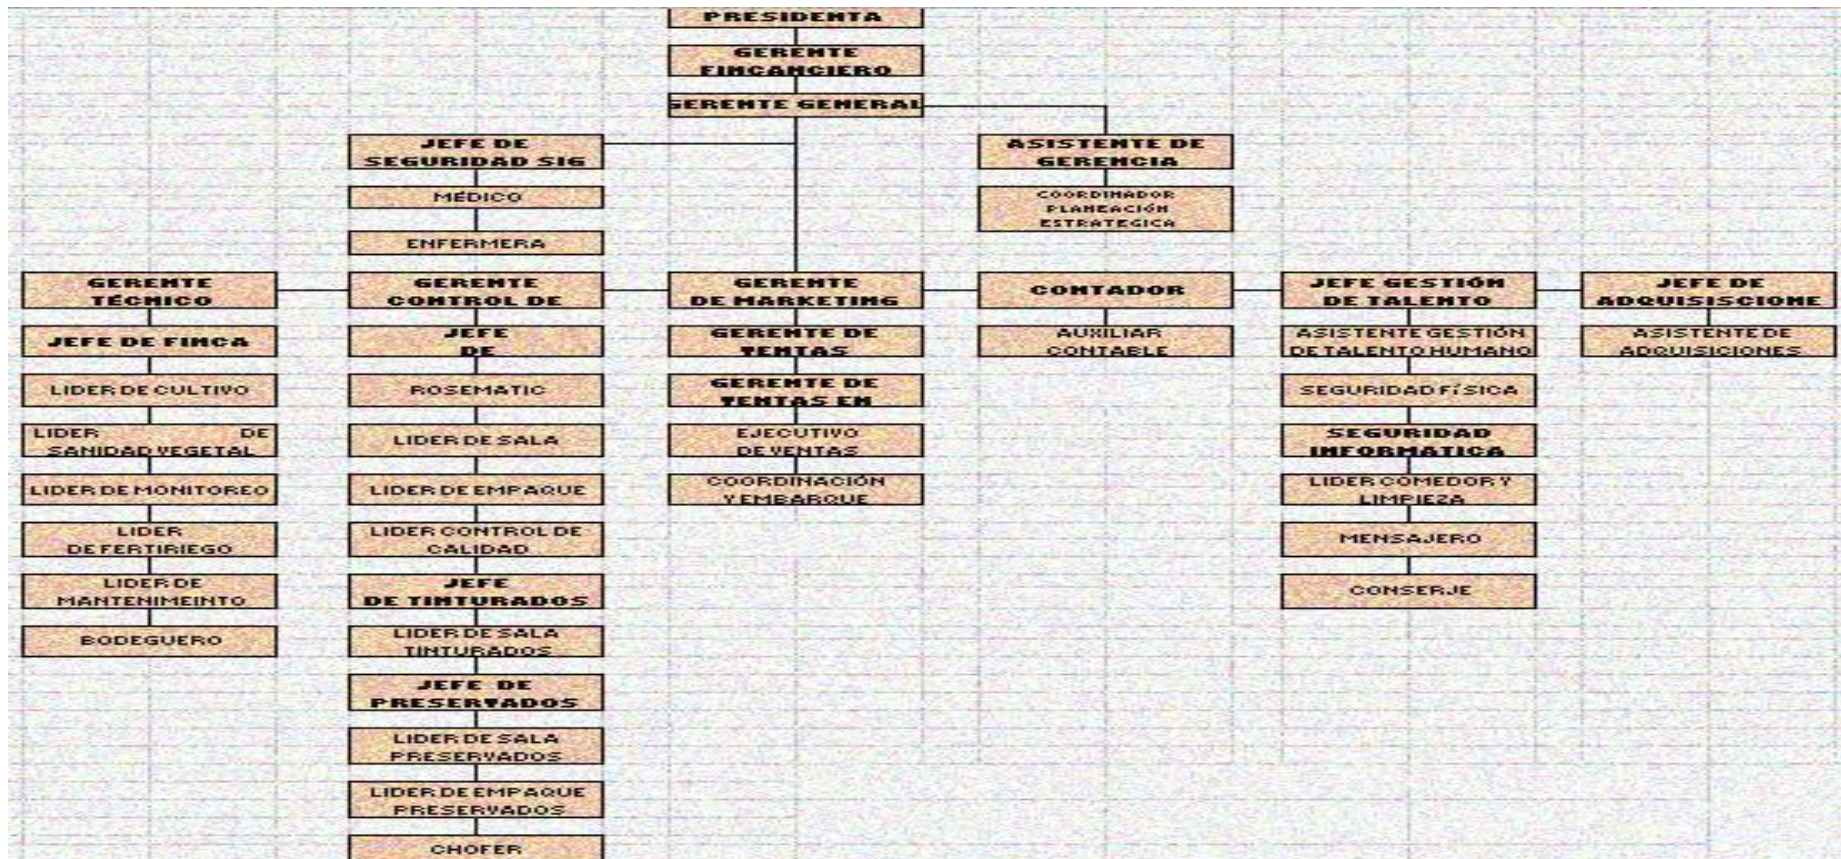 PRESIDENTA
GERENTE
FINCANCIERO
GERENTE GENERAL
JEFE DE
SEGURIDAD SIG
MÉDICO
ENFERMERA
ASISTENTE DE
GERENCIA
COORDINADOR
PLANEACIÓN
ESTRATEGICA
GERENTE
TÉCNICO
JEFE DE FINCA
LIDER DE CULTIVO
LIDER DE
SANIDAD VEGETAL
LIDER DE MONITOREO
LIDER
DE FERTIRIEGO
LIDER DE
MANTENIMEINTO
BODEGUERO
GERENTE
CONTROL DE
JEFE
DE
ROSEMATIC
LIDER DE SALA
LIDER DE EMPAQUE
LIDER CONTROL DE
CALIDAD
JEFE
DE TINTURADOS
LIDER DE SALA
TINTURADOS
JEFE DE
PRESERVADOS
LIDER DE SALA
PRESERVADOS
LIDER DE EMPAQUE
PRESERVADOS
CHOFER
GERENTE
DE MARKETING
GERENTE DE
VENTAS
GERENTE DE
VENTAS EN
EJECUTIVO
DE VENTAS
COORDINACIÓN
Y EMBARQUE
CONTADOR
AUXILIAR
CONTABLE
JEFE GESTIÓN
DE TALENTO
ASISTENTE GESTIÓN
DE TALENTO HUMANO
SEGURIDAD FÍSICA
SEGURIDAD
INFORMATICA
LIDER COMEDOR Y
LIMPIEZA
MENSAJERO
CONSERJE
JEFE DE
ADQUISISCIONE
ASISTENTE DE
ADQUISICIONES